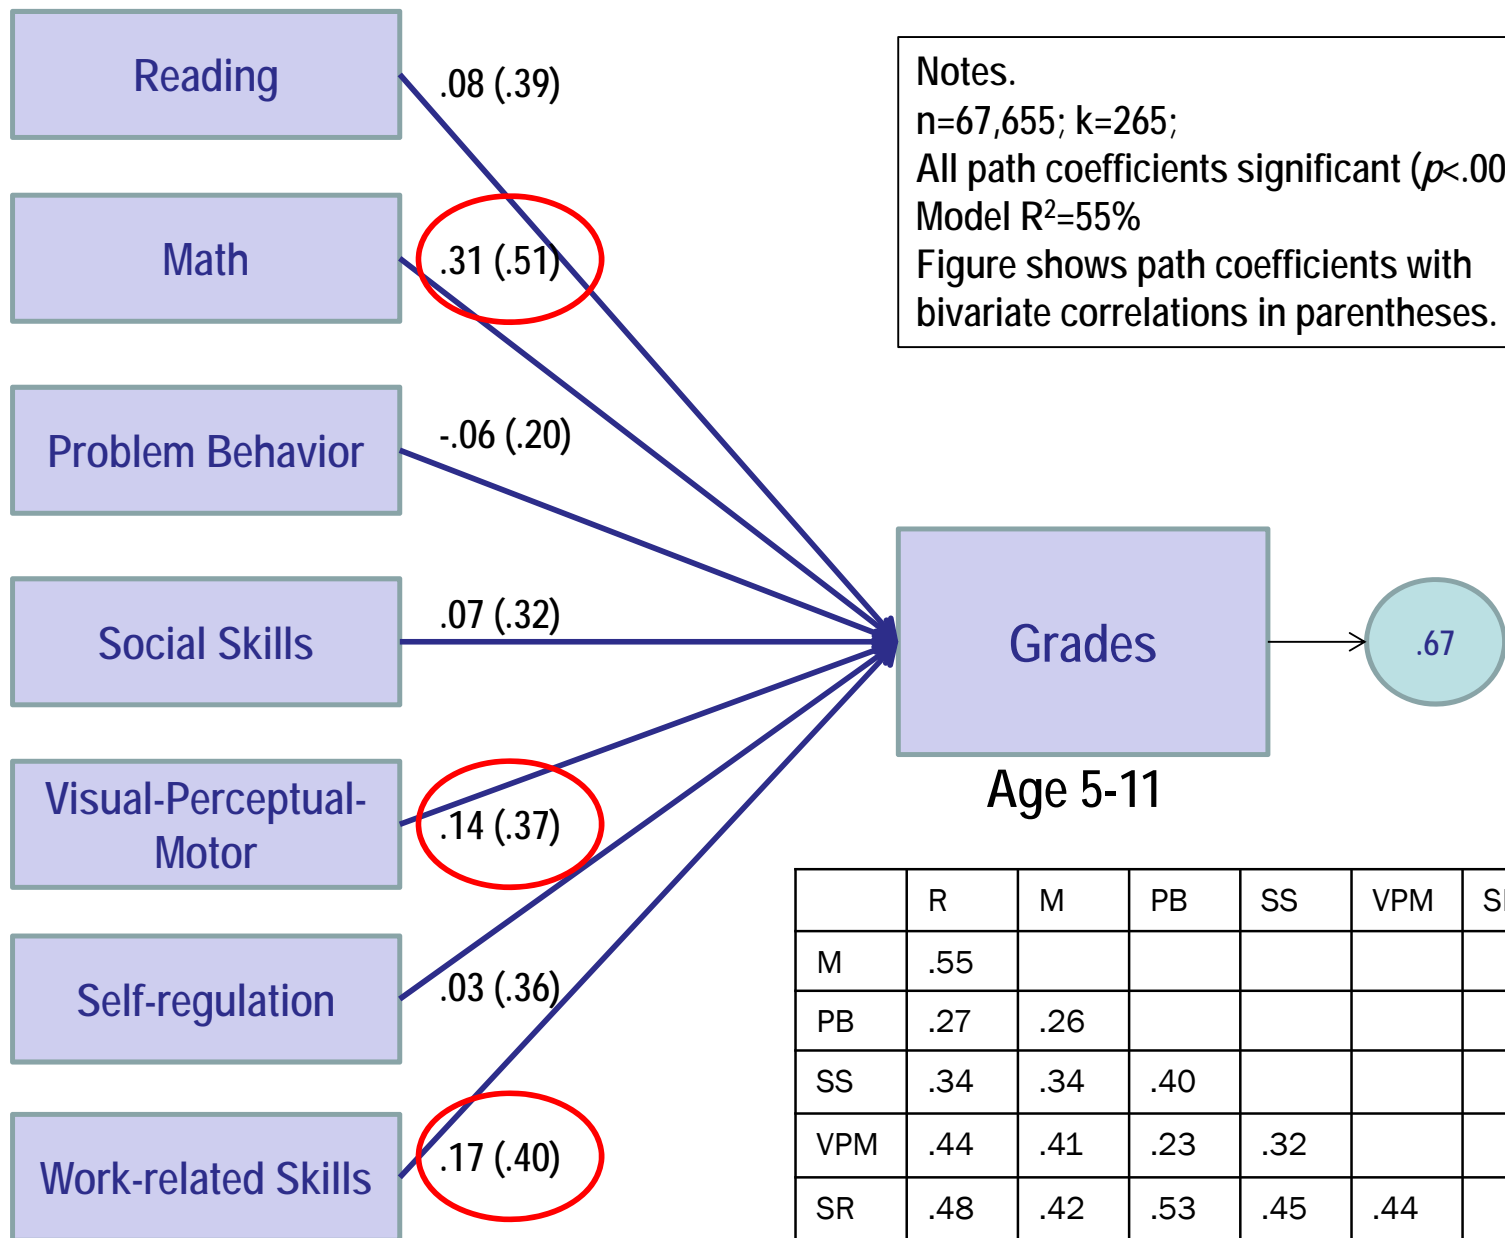 Reading
.08 (.39)
Math
.31 (.51)
Problem Behavior
-.06 (.20)
Social Skills
.07 (.32)
Visual-Perceptual-
Motor
.14 (.37)
Self-regulation
.03 (.36)
Work-related Skills
.17 (.40)
Notes.
n=67,655; k=265;
All path coefficients significant (p<.00
Model R²=55%
Figure shows path coefficients with
bivariate correlations in parentheses.
Grades
.67
Age 5-11
R M PB SS VPM
M .55
PB .27 .26
SS .34 .34 .40
VPM .44 .41 .23 .32
SR .48 .42 .53 .45 .44